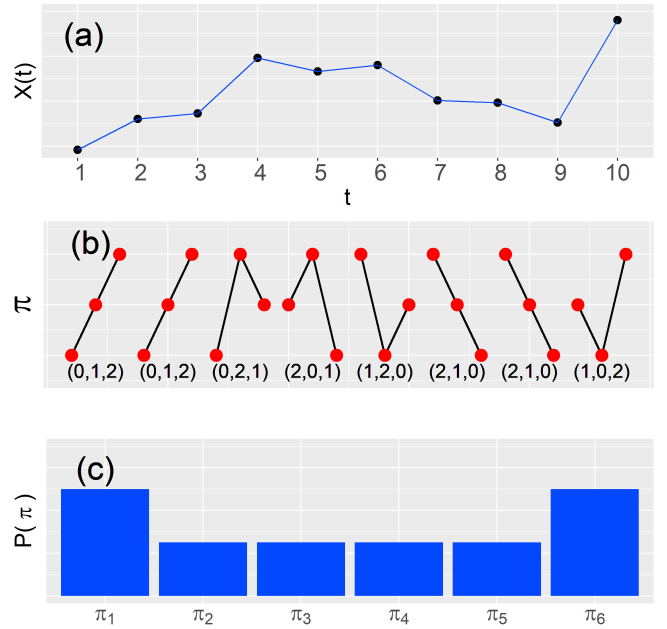 (a)
X(t)
1 2 3 4 5 6 7 8 9 10
t
(b)
π
(0,1,2) (0,1,2) (0,2,1) (2,0,1) (1,2,0) (2,1,0) (2,1,0) (1,0,2)
(c)
P( π )
π1 π2 π3 π4 π5 π6